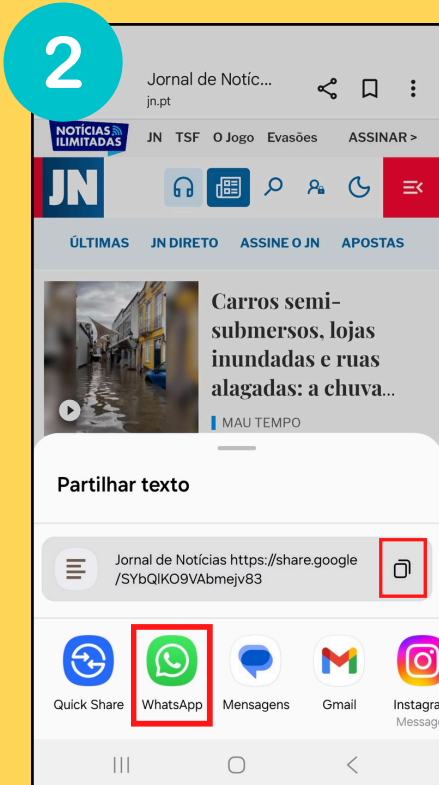 2
Jornal de Notíc...
jn.pt
NOTÍCIAS
ILIMITADAS
JN TSF O Jogo Evasões ASSINAR >
JN
ÚLTIMAS JN DIRETO ASSINE O JN APOSTAS
Carros semi-
submersos, lojas
inundadas e ruas
alagadas: a chuva...
MAU TEMPO
Partilhar texto
Jornal de Notícias https://share.google
/SYbQlKO9VAbmejv83
Quick Share WhatsApp Mensagens Gmail Instagra
Message